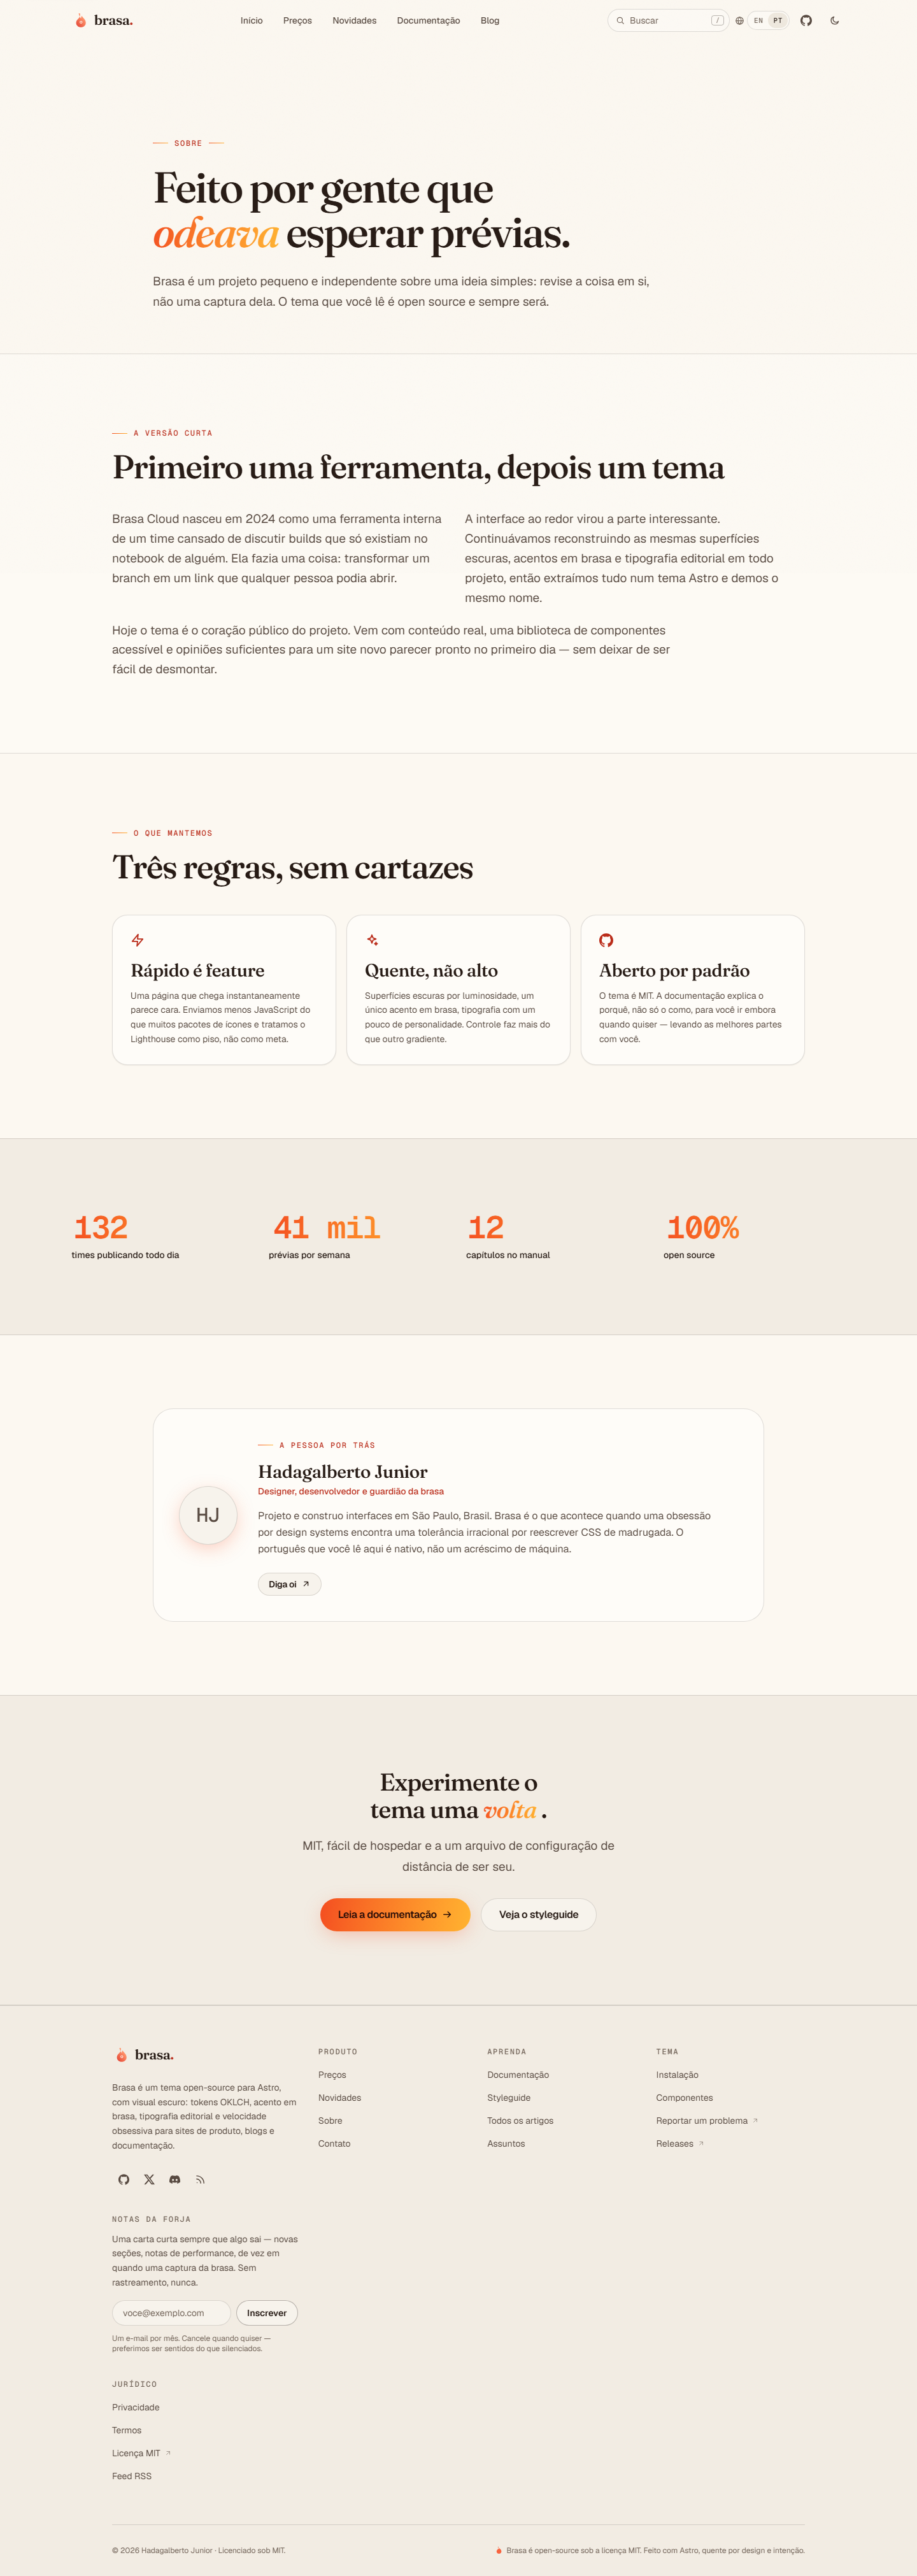 brasa.
Início
Preços
Novidades
Documentação
Blog
Buscar
/
EN
PT
SOBRE
Feito por gente que
odeava esperar prévias.
Brasa é um projeto pequeno e independente sobre uma ideia simples: revise a coisa em si,
não uma captura dela. O tema que você lê é open source e sempre será.
A VERSÃO CURTA
Primeiro uma ferramenta, depois um tema
Brasa Cloud nasceu em 2024 como uma ferramenta interna
de um time cansado de discutir builds que só existiam no
notebook de alguém. Ela fazia uma coisa: transformar um
branch em um link que qualquer pessoa podia abrir.
A interface ao redor virou a parte interessante.
Continuávamos reconstruindo as mesmas superfícies
escuras, acentos em brasa e tipografia editorial em todo
projeto, então extraímos tudo num tema Astro e demos o
mesmo nome.
Hoje o tema é o coração público do projeto. Vem com conteúdo real, uma biblioteca de componentes
acessível e opiniões suficientes para um site novo parecer pronto no primeiro dia — sem deixar de ser
fácil de desmontar.
O QUE MANTEMOS
Três regras, sem cartazes
Rápido é feature
Uma página que chega instantaneamente
parece cara. Enviamos menos JavaScript do
que muitos pacotes de ícones e tratamos o
Lighthouse como piso, não como meta.
Quente, não alto
Superfícies escuras por luminosidade, um
único acento em brasa, tipografia com um
pouco de personalidade. Controle faz mais do
que outro gradiente.
Aberto por padrão
O tema é MIT. A documentação explica o
porquê, não só o como, para você ir embora
quando quiser — levando as melhores partes
com você.
132
times publicando todo dia
41 mil
prévias por semana
12
capítulos no manual
100%
open source
A PESSOA POR TRÁS
HJ
Hadagalberto Junior
Designer, desenvolvedor e guardião da brasa
Projeto e construo interfaces em São Paulo, Brasil. Brasa é o que acontece quando uma obsessão
por design systems encontra uma tolerância irracional por reescrever CSS de madrugada. O
português que você lê aqui é nativo, não um acréscimo de máquina.
Diga oi
Experimente o
tema uma volta .
MIT, fácil de hospedar e a um arquivo de configuração de
distância de ser seu.
Leia a documentação
Veja o styleguide
brasa.
Brasa é um tema open-source para Astro,
com visual escuro: tokens OKLCH, acento em
brasa, tipografia editorial e velocidade
obsessiva para sites de produto, blogs e
documentação.
NOTAS DA FORJA
Uma carta curta sempre que algo sai — novas
seções, notas de performance, de vez em
quando uma captura da brasa. Sem
rastreamento, nunca.
voce@exemplo.com
Inscrever
Um e-mail por mês. Cancele quando quiser —
preferimos ser sentidos do que silenciados.
PRODUTO
Preços
Novidades
Sobre
Contato
APRENDA
Documentação
Styleguide
Todos os artigos
Assuntos
TEMA
Instalação
Componentes
Reportar um problema
Releases
JURÍDICO
Privacidade
Termos
Licença MIT
Feed RSS
© 2026 Hadagalberto Junior · Licenciado sob MIT.
Brasa é open-source sob a licença MIT. Feito com Astro, quente por design e intenção.